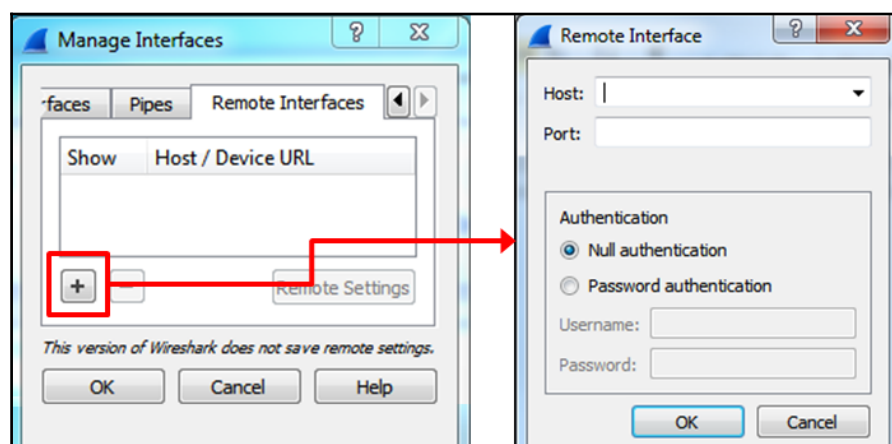 Manage Interfaces
rfaces Pipes Remote Interfaces
Show Host / Device URL
+ −
Remote Settings
This version of Wireshark does not save remote settings.
OK Cancel Help
Remote Interface
Host:
Port:
Authentication
Null authentication
Password authentication
Username:
Password:
OK Cancel